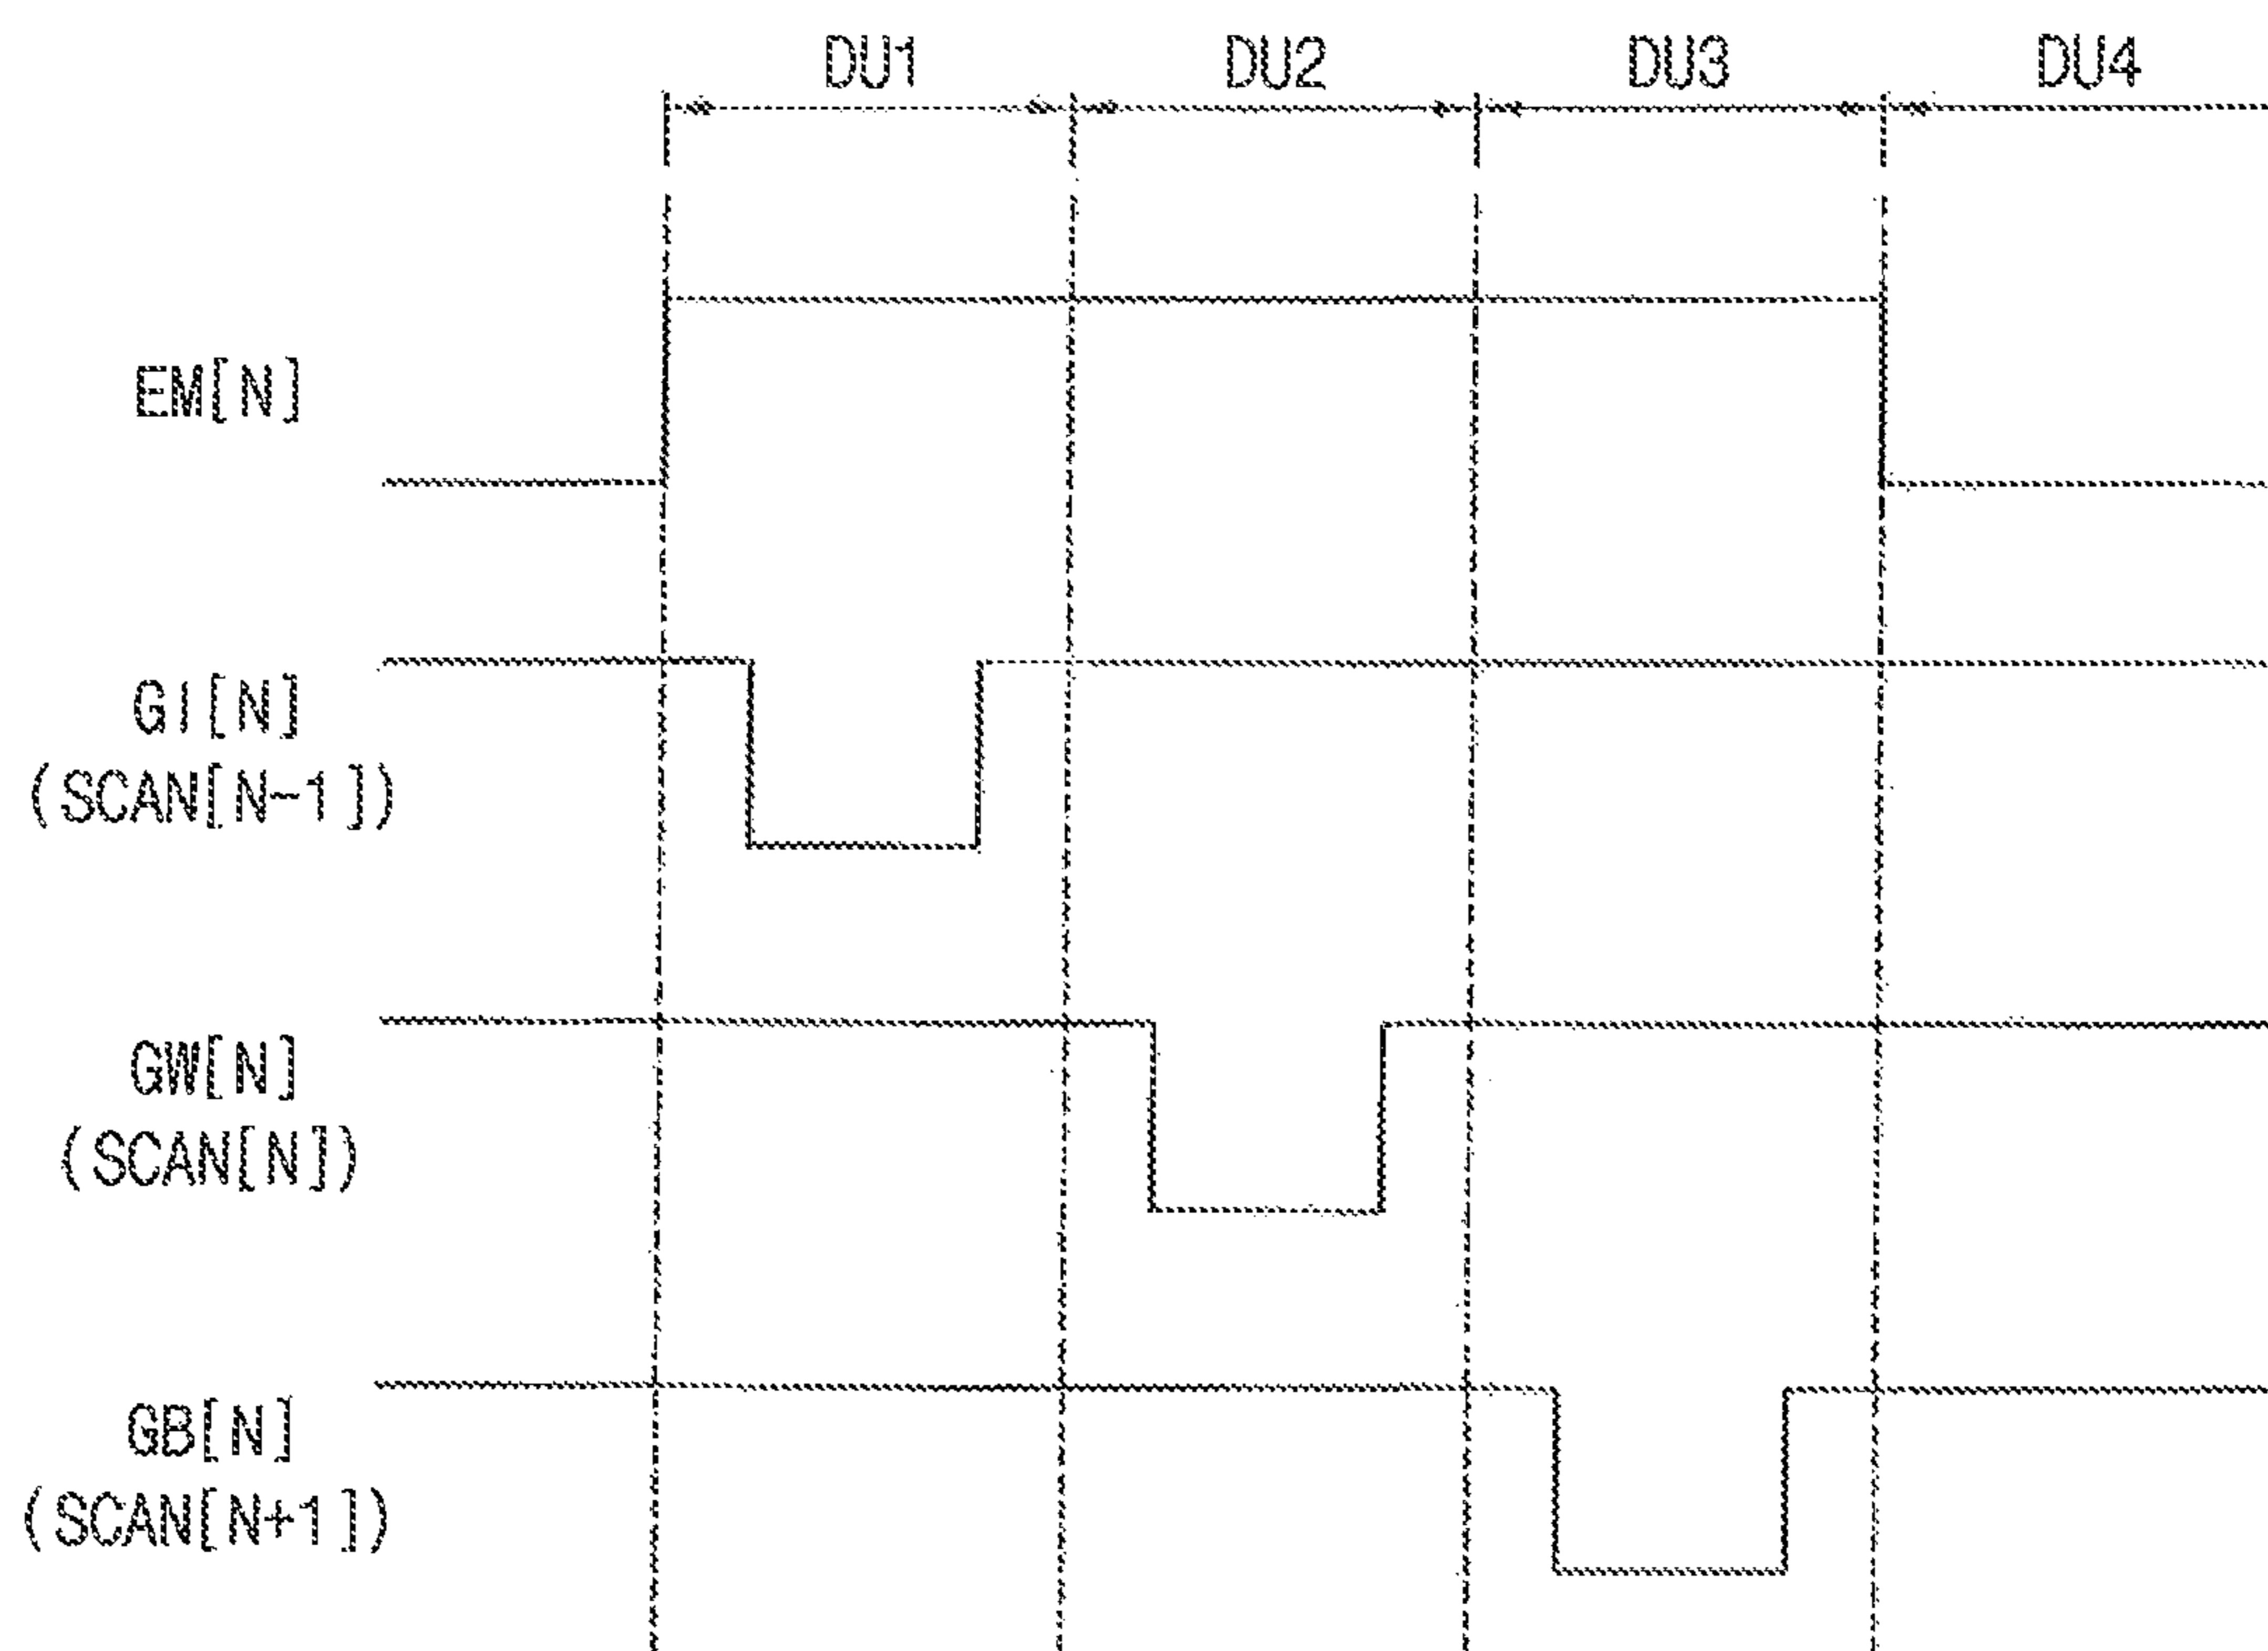 DU1 DU2 DU3 DU4
EM[N]
GI[N]
(SCAN[N-1])
GW[N]
(SCAN[N])
GB[N]
(SCAN[N+1])